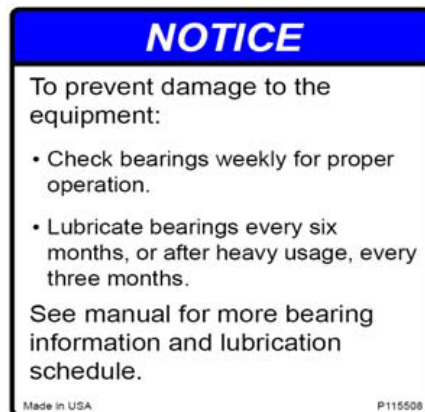 NOTICE
To prevent damage to the
equipment:
• Check bearings weekly for proper
operation.
• Lubricate bearings every six
months, or after heavy usage, every
three months.
See manual for more bearing
information and lubrication
schedule.
Made in USA P115508